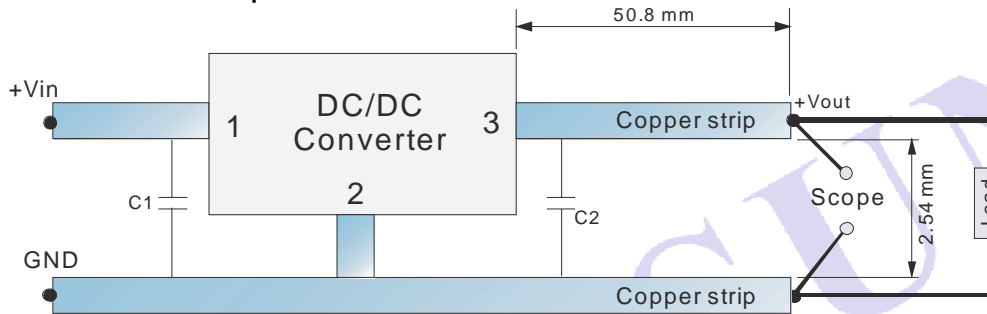 50.8 mm
+Vin
DC/DC
Converter
1
3
2
Copper strip
+Vout
C1
C2
Scope
2.54 mm
Load
GND
Copper strip